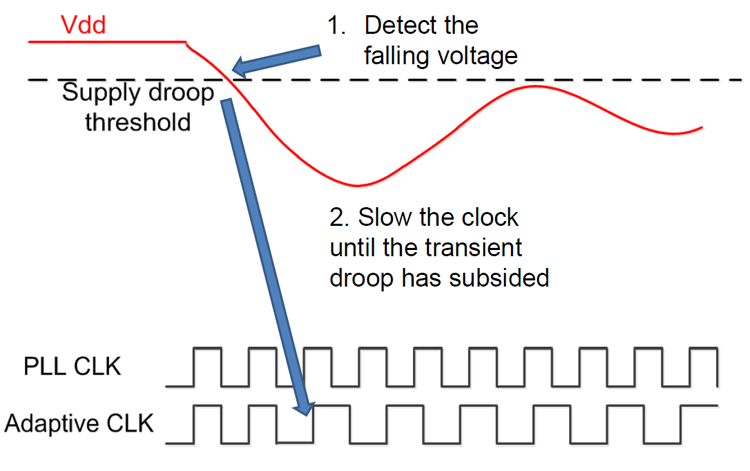 Vdd
1. Detect the
falling voltage
Supply droop
threshold
2. Slow the clock
until the transient
droop has subsided
PLL CLK
Adaptive CLK